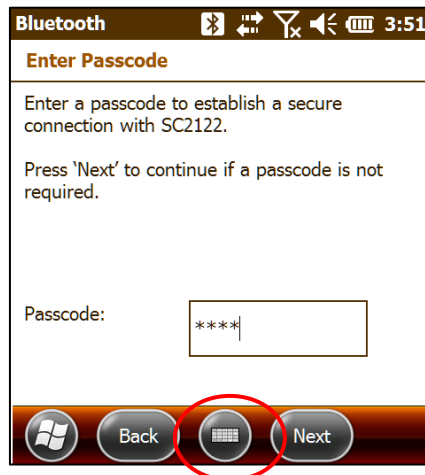 Bluetooth 3:51
Enter Passcode
Enter a passcode to establish a secure
connection with SC2122.
Press ‘Next’ to continue if a passcode is not
required.
Passcode: ****
Back Next